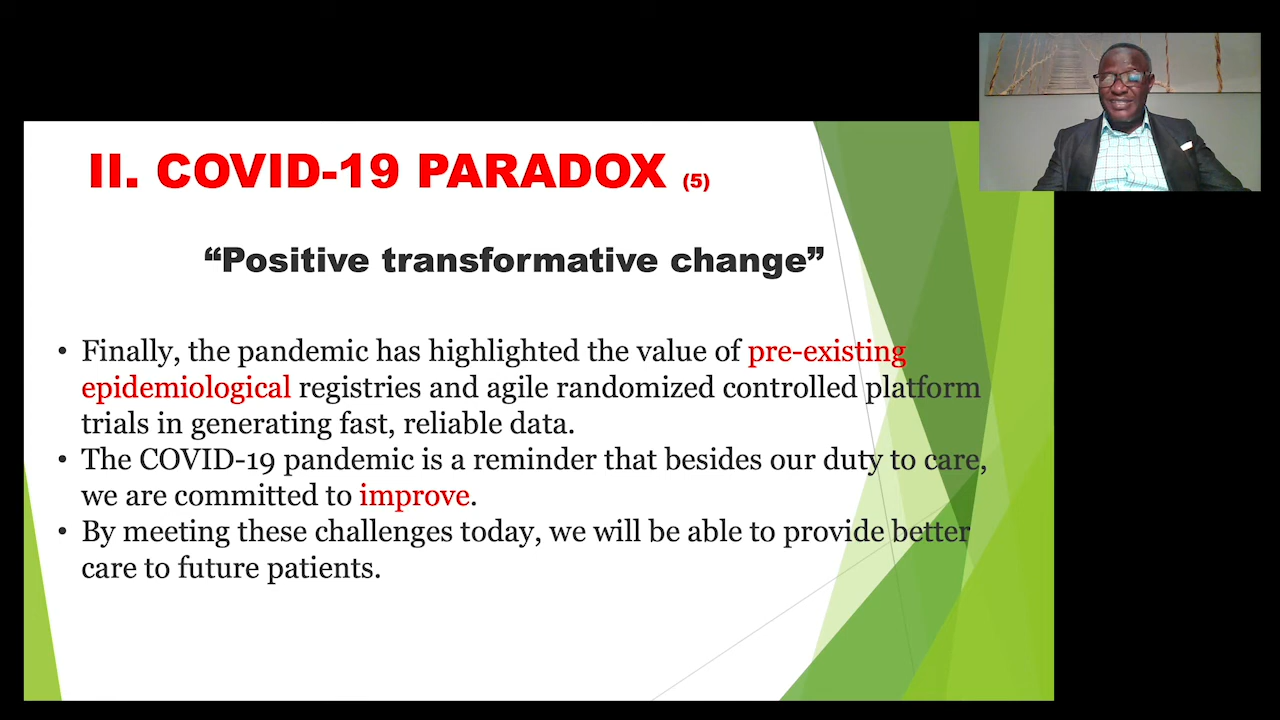 II. COVID-19 PARADOX (5)
“Positive transformative change”
• Finally, the pandemic has highlighted the value of pre-existing
epidemiological registries and agile randomized controlled platform
trials in generating fast, reliable data.
• The COVID-19 pandemic is a reminder that besides our duty to care,
we are committed to improve.
• By meeting these challenges today, we will be able to provide better
care to future patients.